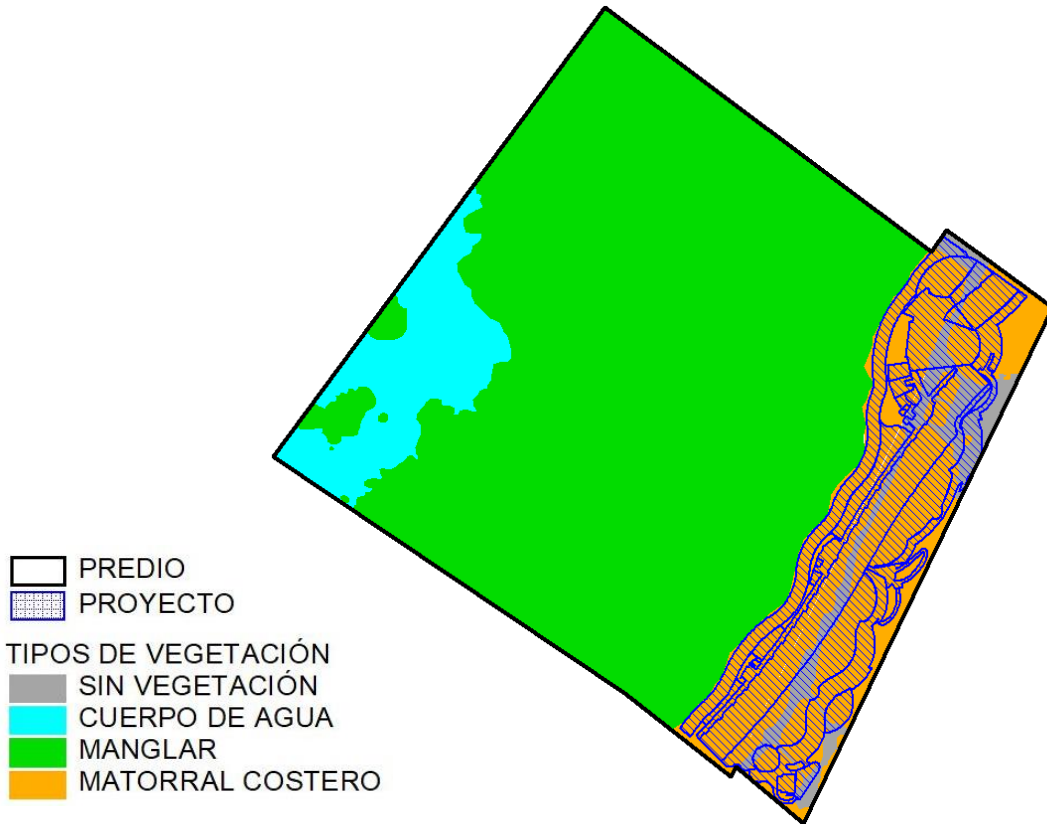 PREDIO
PROYECTO
TIPOS DE VEGETACIÓN
SIN VEGETACIÓN
CUERPO DE AGUA
MANGLAR
MATORRAL COSTERO